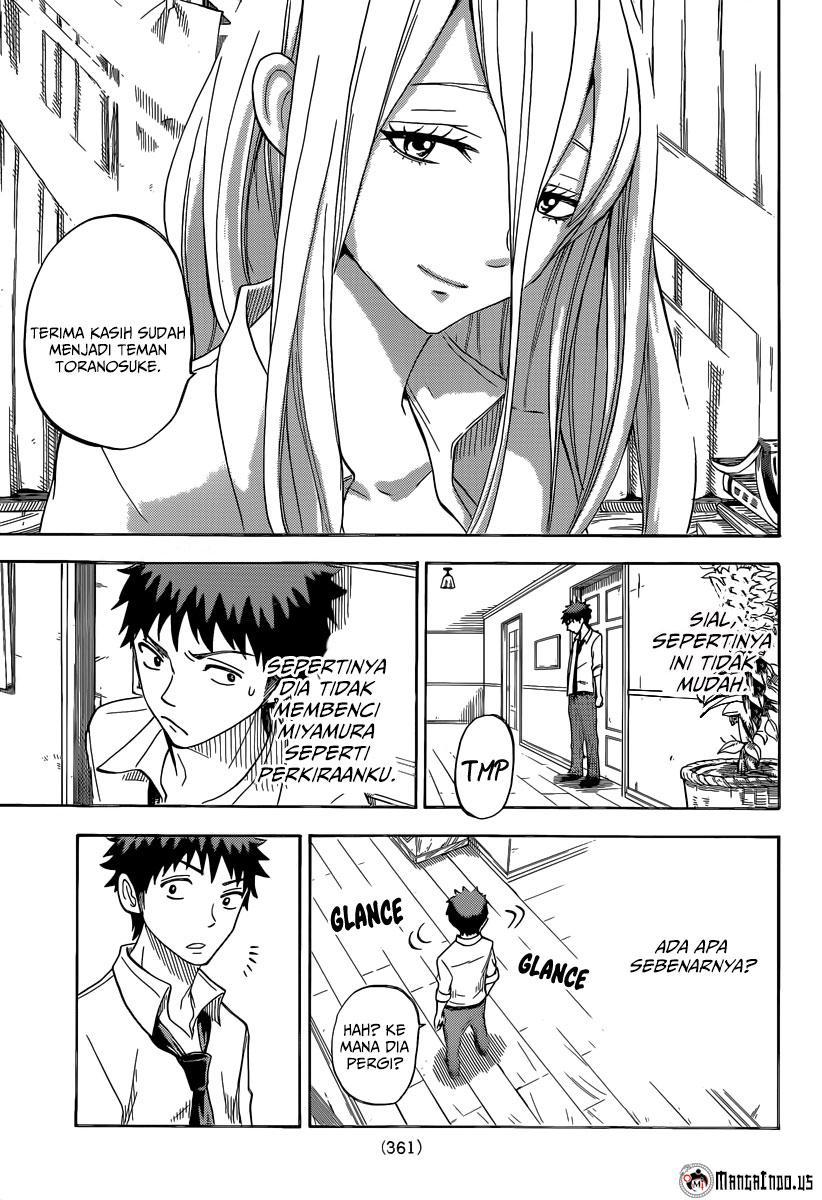 TERIMA KASIH SUDAH
MENJADI TEMAN
TORANOSUKE.
SIAL,
SEPERTINYA
INI TIDAK
MUDAH.
TMP
SEPERTINYA
DIA TIDAK
MEMBENCI
MIYAMURA
SEPERTI
PERKIRAANKU.
ADA APA
SEBENARNYA?
GLANCE
GLANCE
HAH? KE
MANA DIA
PERGI?
(361)
MANGAINDO.US